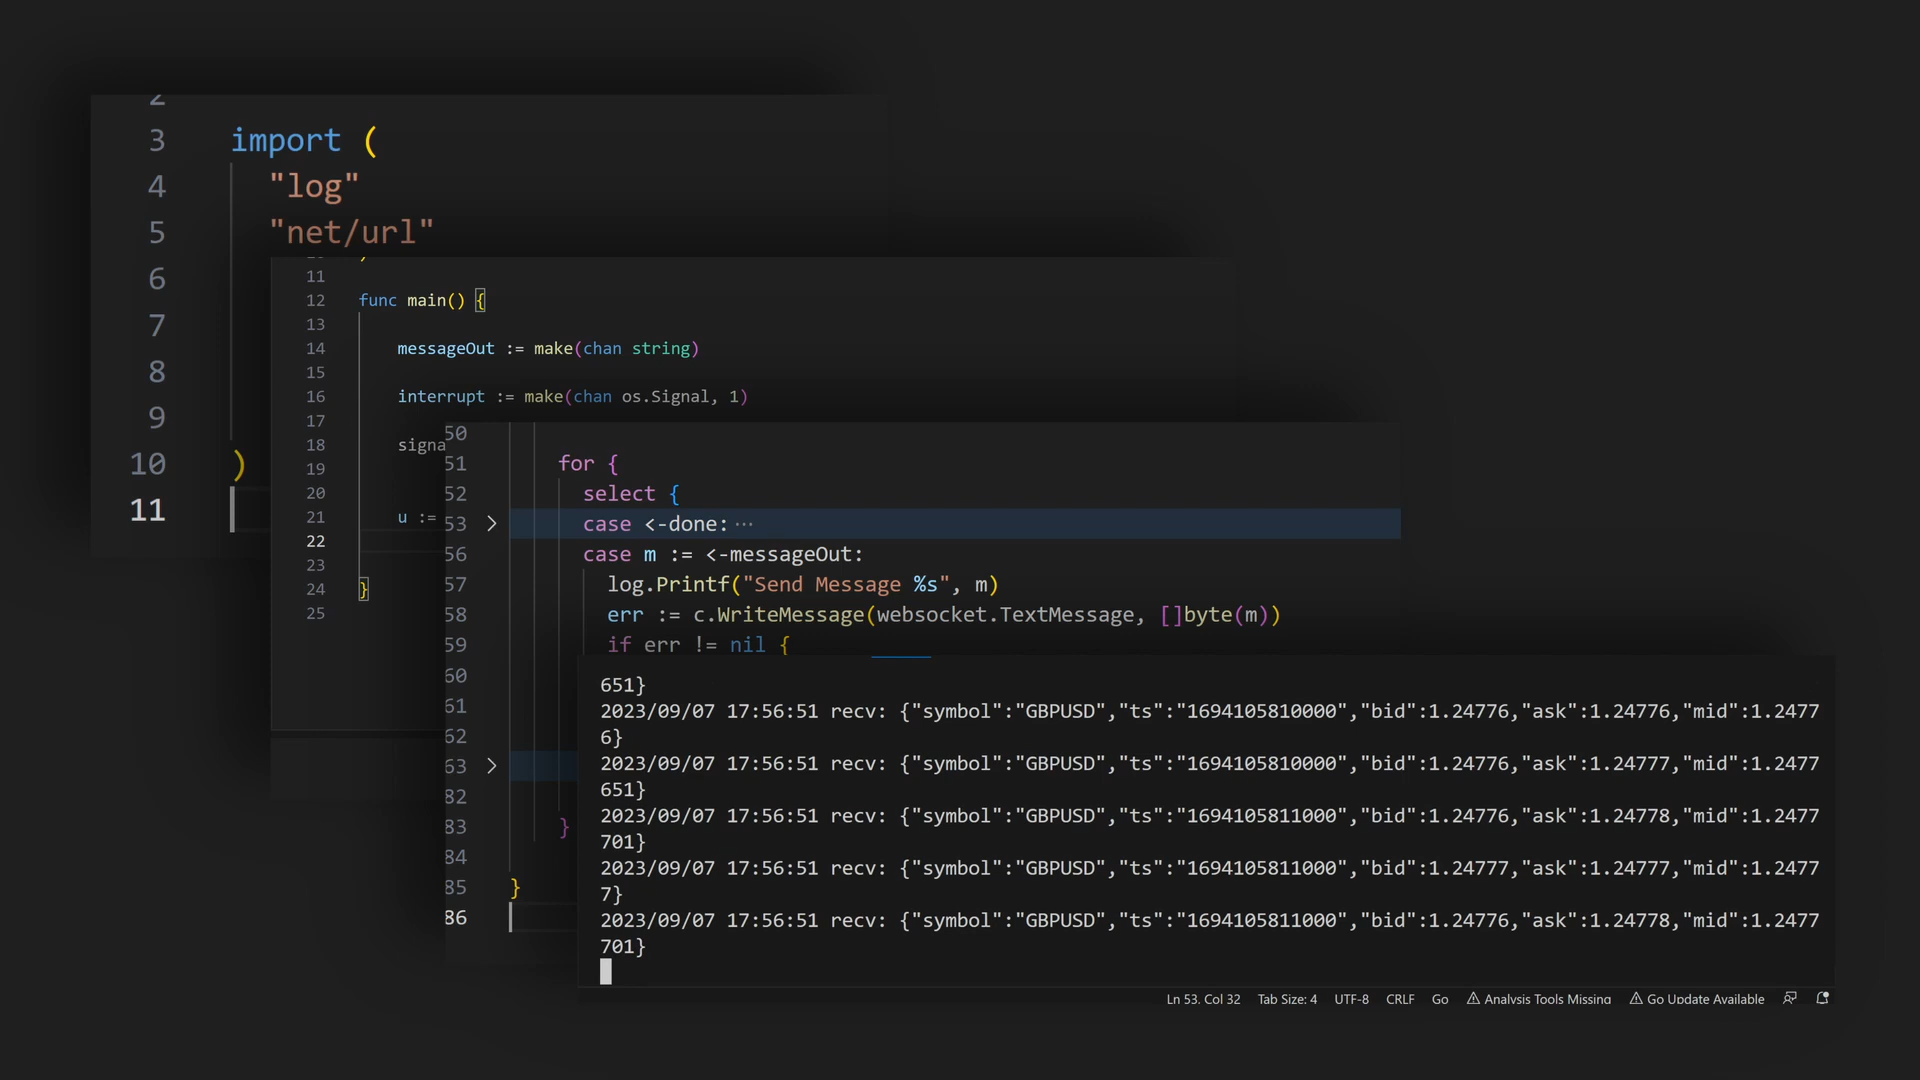 2
3 import (
4 "log"
5 "net/url"
6
7
8
9
10 )
11
11
12 func main() {
13
14 messageOut := make(chan string)
15
16 interrupt := make(chan os.Signal, 1)
17
18 signa
19
20
21 u :=
22
23
24 }
25
50
51 for {
52 select {
53 case <-done:···
56 case m := <-messageOut:
57 log.Printf("Send Message %s", m)
58 err := c.WriteMessage(websocket.TextMessage, []byte(m))
59 if err != nil {
60
61
62
63
82
83 }
84
85 }
86
651}
2023/09/07 17:56:51 recv: {"symbol":"GBPUSD","ts":"1694105810000","bid":1.24776,"ask":1.24776,"mid":1.2477
6}
2023/09/07 17:56:51 recv: {"symbol":"GBPUSD","ts":"1694105810000","bid":1.24776,"ask":1.24777,"mid":1.2477
651}
2023/09/07 17:56:51 recv: {"symbol":"GBPUSD","ts":"1694105811000","bid":1.24776,"ask":1.24778,"mid":1.2477
701}
2023/09/07 17:56:51 recv: {"symbol":"GBPUSD","ts":"1694105811000","bid":1.24777,"ask":1.24777,"mid":1.2477
7}
2023/09/07 17:56:51 recv: {"symbol":"GBPUSD","ts":"1694105811000","bid":1.24776,"ask":1.24778,"mid":1.2477
701}
Ln 53, Col 32 Tab Size: 4 UTF-8 CRLF Go Analysis Tools Missing Go Update Available